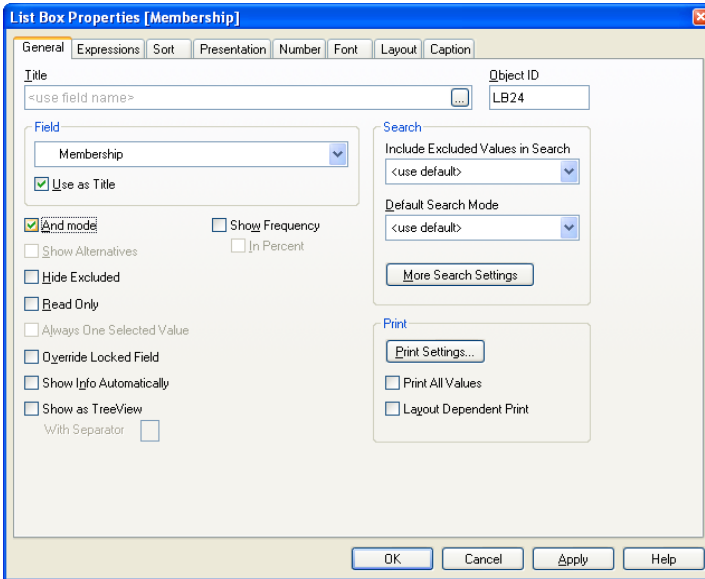 List Box Properties [Membership]
General Expressions Sort Presentation Number Font Layout Caption
Title
<use field name>
...
Object ID
LB24
Field
Membership
Use as Title
And mode
Show Frequency
Show Alternatives
In Percent
Hide Excluded
Read Only
Always One Selected Value
Override Locked Field
Show Info Automatically
Show as TreeView
With Separator
Search
Include Excluded Values in Search
<use default>
Default Search Mode
<use default>
More Search Settings
Print
Print Settings...
Print All Values
Layout Dependent Print
OK Cancel Apply Help